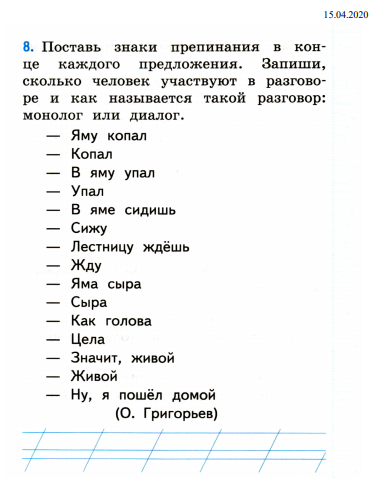 15.04.2020
8. Поставь знаки препинания в кон-
це каждого предложения. Запиши,
сколько человек участвуют в разгово-
ре и как называется такой разговор:
монолог или диалог.
— Яму копал
— Копал
— В яму упал
— Упал
— В яме сидишь
— Сижу
— Лестницу ждёшь
— Жду
— Яма сыра
— Сыра
— Как голова
— Цела
— Значит, живой
— Живой
— Ну, я пошёл домой
(О. Григорьев)